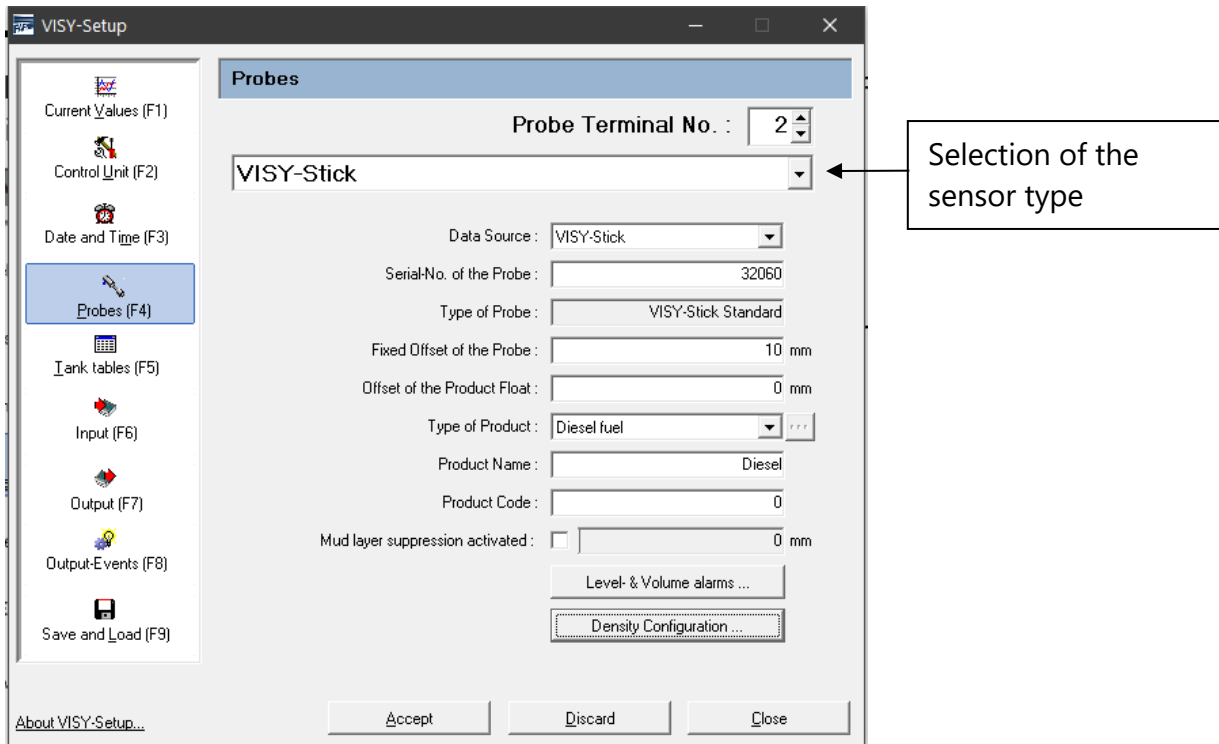 VISY-Setup
Current Values (F1)
Control Unit (F2)
Date and Time (F3)
Probes (F4)
Tank tables (F5)
Input (F6)
Output (F7)
Output-Events (F8)
Save and Load (F9)
About VISY-Setup...
Probes
Probe Terminal No. : 2
VISY-Stick
Data Source : VISY-Stick
Serial-No. of the Probe : 32060
Type of Probe : VISY-Stick Standard
Fixed Offset of the Probe : 10 mm
Offset of the Product Float : 0 mm
Type of Product : Diesel fuel ...
Product Name : Diesel
Product Code : 0
Mud layer suppression activated : 0 mm
Level- & Volume alarms ...
Density Configuration ...
Accept Discard Close
Selection of the
sensor type